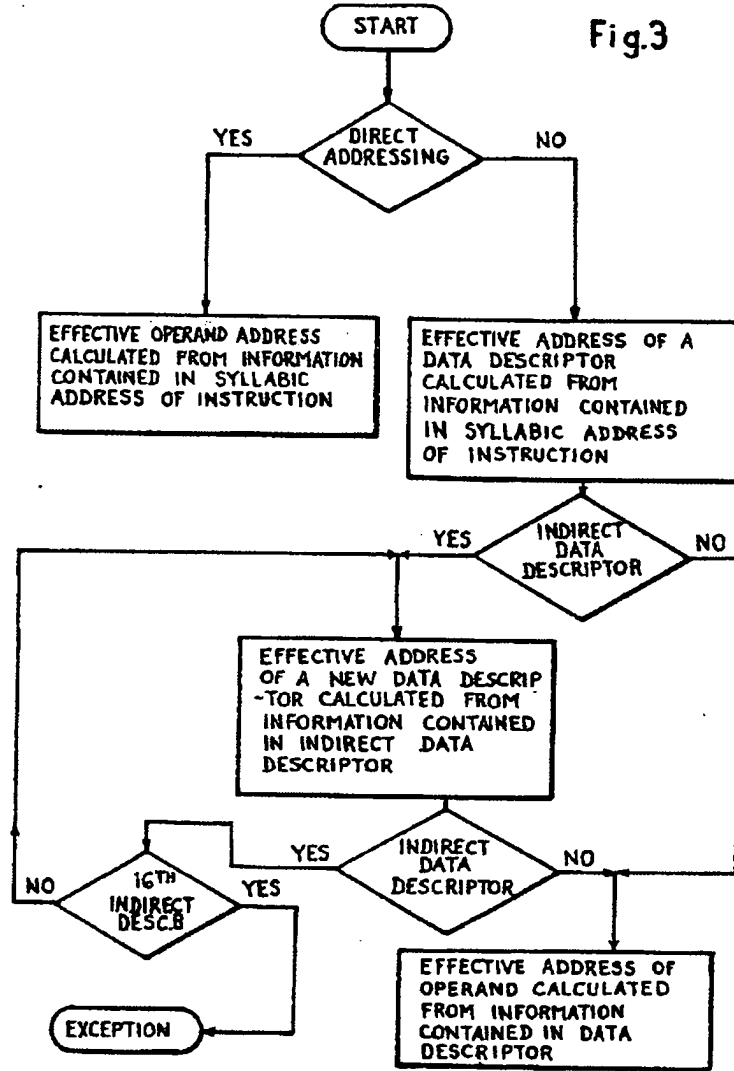 START
Fig.3
DIRECT
ADDRESSING
YES
NO
EFFECTIVE OPERAND ADDRESS
CALCULATED FROM INFORMATION
CONTAINED IN SYLLABIC
ADDRESS OF INSTRUCTION
EFFECTIVE ADDRESS OF A
DATA DESCRIPTOR
CALCULATED FROM
INFORMATION CONTAINED
IN SYLLABIC ADDRESS
OF INSTRUCTION
YES
INDIRECT
DATA
DESCRIPTOR
NO
EFFECTIVE ADDRESS
OF A NEW DATA DESCRIP
-TOR CALCULATED FROM
INFORMATION CONTAINED
IN INDIRECT DATA
DESCRIPTOR
YES
INDIRECT
DATA
DESCRIPTOR
NO
NO
16TH
INDIRECT
DESC.B
YES
EFFECTIVE ADDRESS OF
OPERAND CALCULATED
FROM INFORMATION
CONTAINED IN DATA
DESCRIPTOR
EXCEPTION